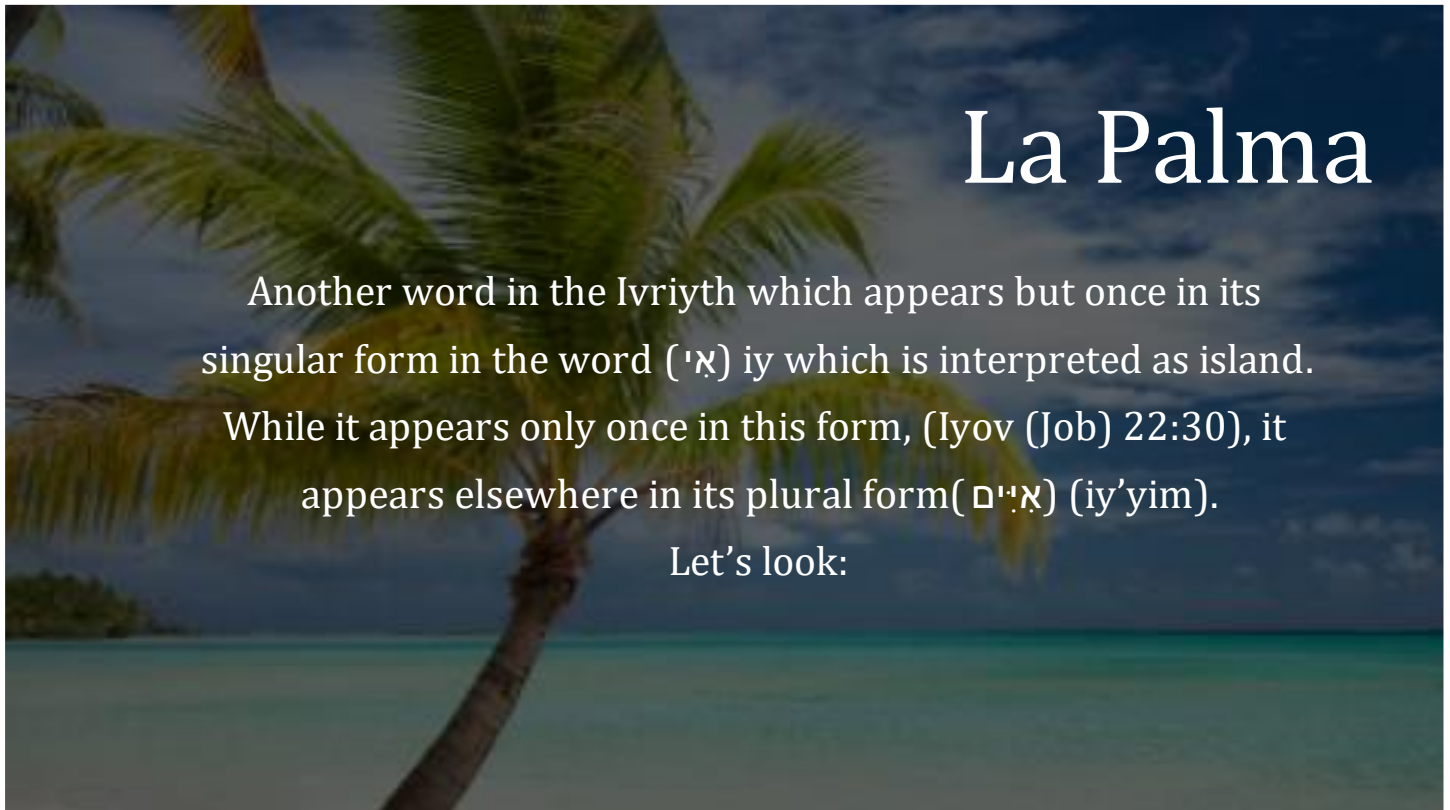 La Palma
Another word in the Ivriyth which appears but once in its
singular form in the word (אִי) iy which is interpreted as island.
While it appears only once in this form, (Iyov (Job) 22:30), it
appears elsewhere in its plural form( אִיִּים) (iy’yim).
Let’s look: